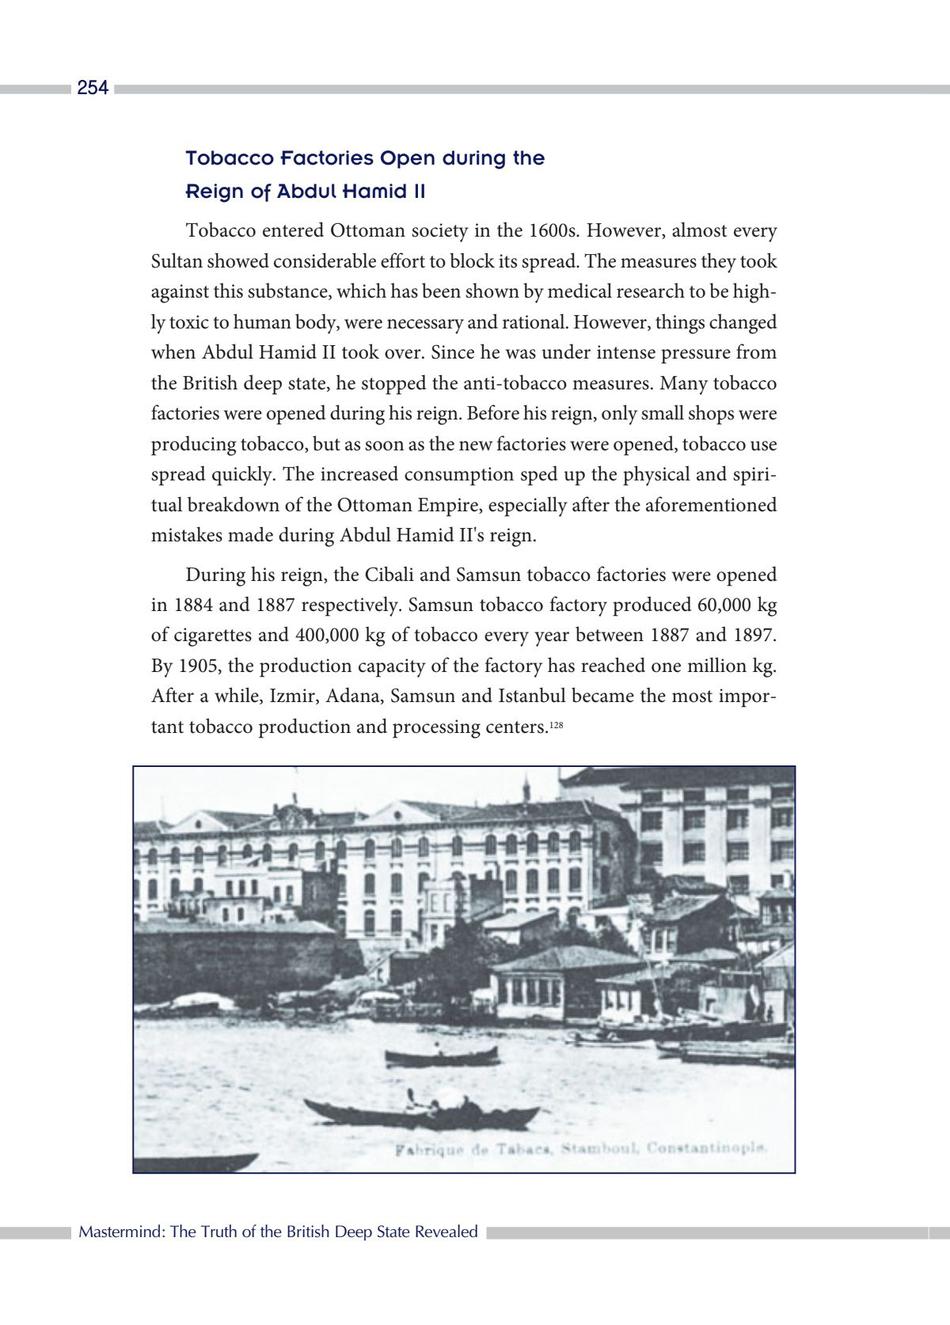 254
Tobacco Factories Open during the
Reign of Abdul Hamid II
Tobacco entered Ottoman society in the 1600s. However, almost every
Sultan showed considerable effort to block its spread. The measures they took
against this substance, which has been shown by medical research to be high-
ly toxic to human body, were necessary and rational. However, things changed
when Abdul Hamid II took over. Since he was under intense pressure from
the British deep state, he stopped the anti-tobacco measures. Many tobacco
factories were opened during his reign. Before his reign, only small shops were
producing tobacco, but as soon as the new factories were opened, tobacco use
spread quickly. The increased consumption sped up the physical and spiri-
tual breakdown of the Ottoman Empire, especially after the aforementioned
mistakes made during Abdul Hamid II's reign.
During his reign, the Cibali and Samsun tobacco factories were opened
in 1884 and 1887 respectively. Samsun tobacco factory produced 60,000 kg
of cigarettes and 400,000 kg of tobacco every year between 1887 and 1897.
By 1905, the production capacity of the factory has reached one million kg.
After a while, Izmir, Adana, Samsun and Istanbul became the most impor-
tant tobacco production and processing centers.128
Fabrique de Tabacs, Stamboul, Constantinople.
Mastermind: The Truth of the British Deep State Revealed